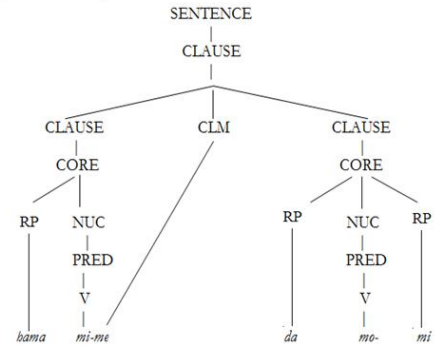 SENTENCE
CLAUSE
CLAUSE CLM CLAUSE
CORE CORE
RP NUC RP NUC RP
PRED PRED
V V
hama mi-me da mo- mi